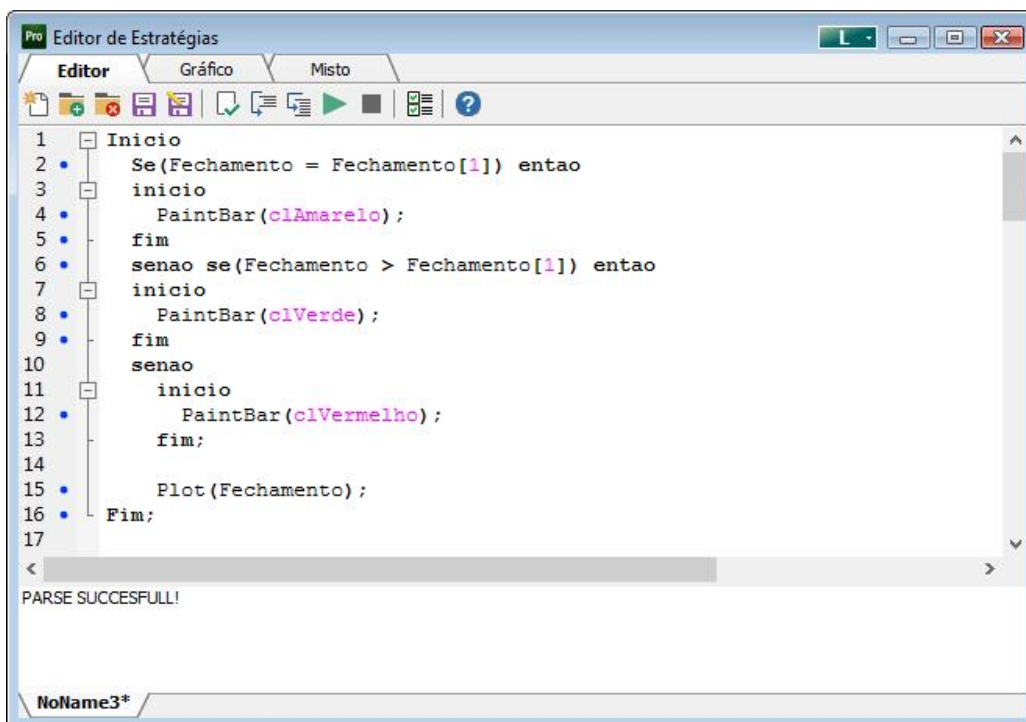 Pro Editor de Estratégias L
Editor Gráfico Misto
1 Inicio
2 Se(Fechamento = Fechamento[1]) entao
3 inicio
4 PaintBar(clAmarelo);
5 fim
6 senao se(Fechamento > Fechamento[1]) entao
7 inicio
8 PaintBar(clVerde);
9 fim
10 senao
11 inicio
12 PaintBar(clVermelho);
13 fim;
14
15 Plot(Fechamento);
16 Fim;
17
PARSE SUCCESFULL!
NoName3*